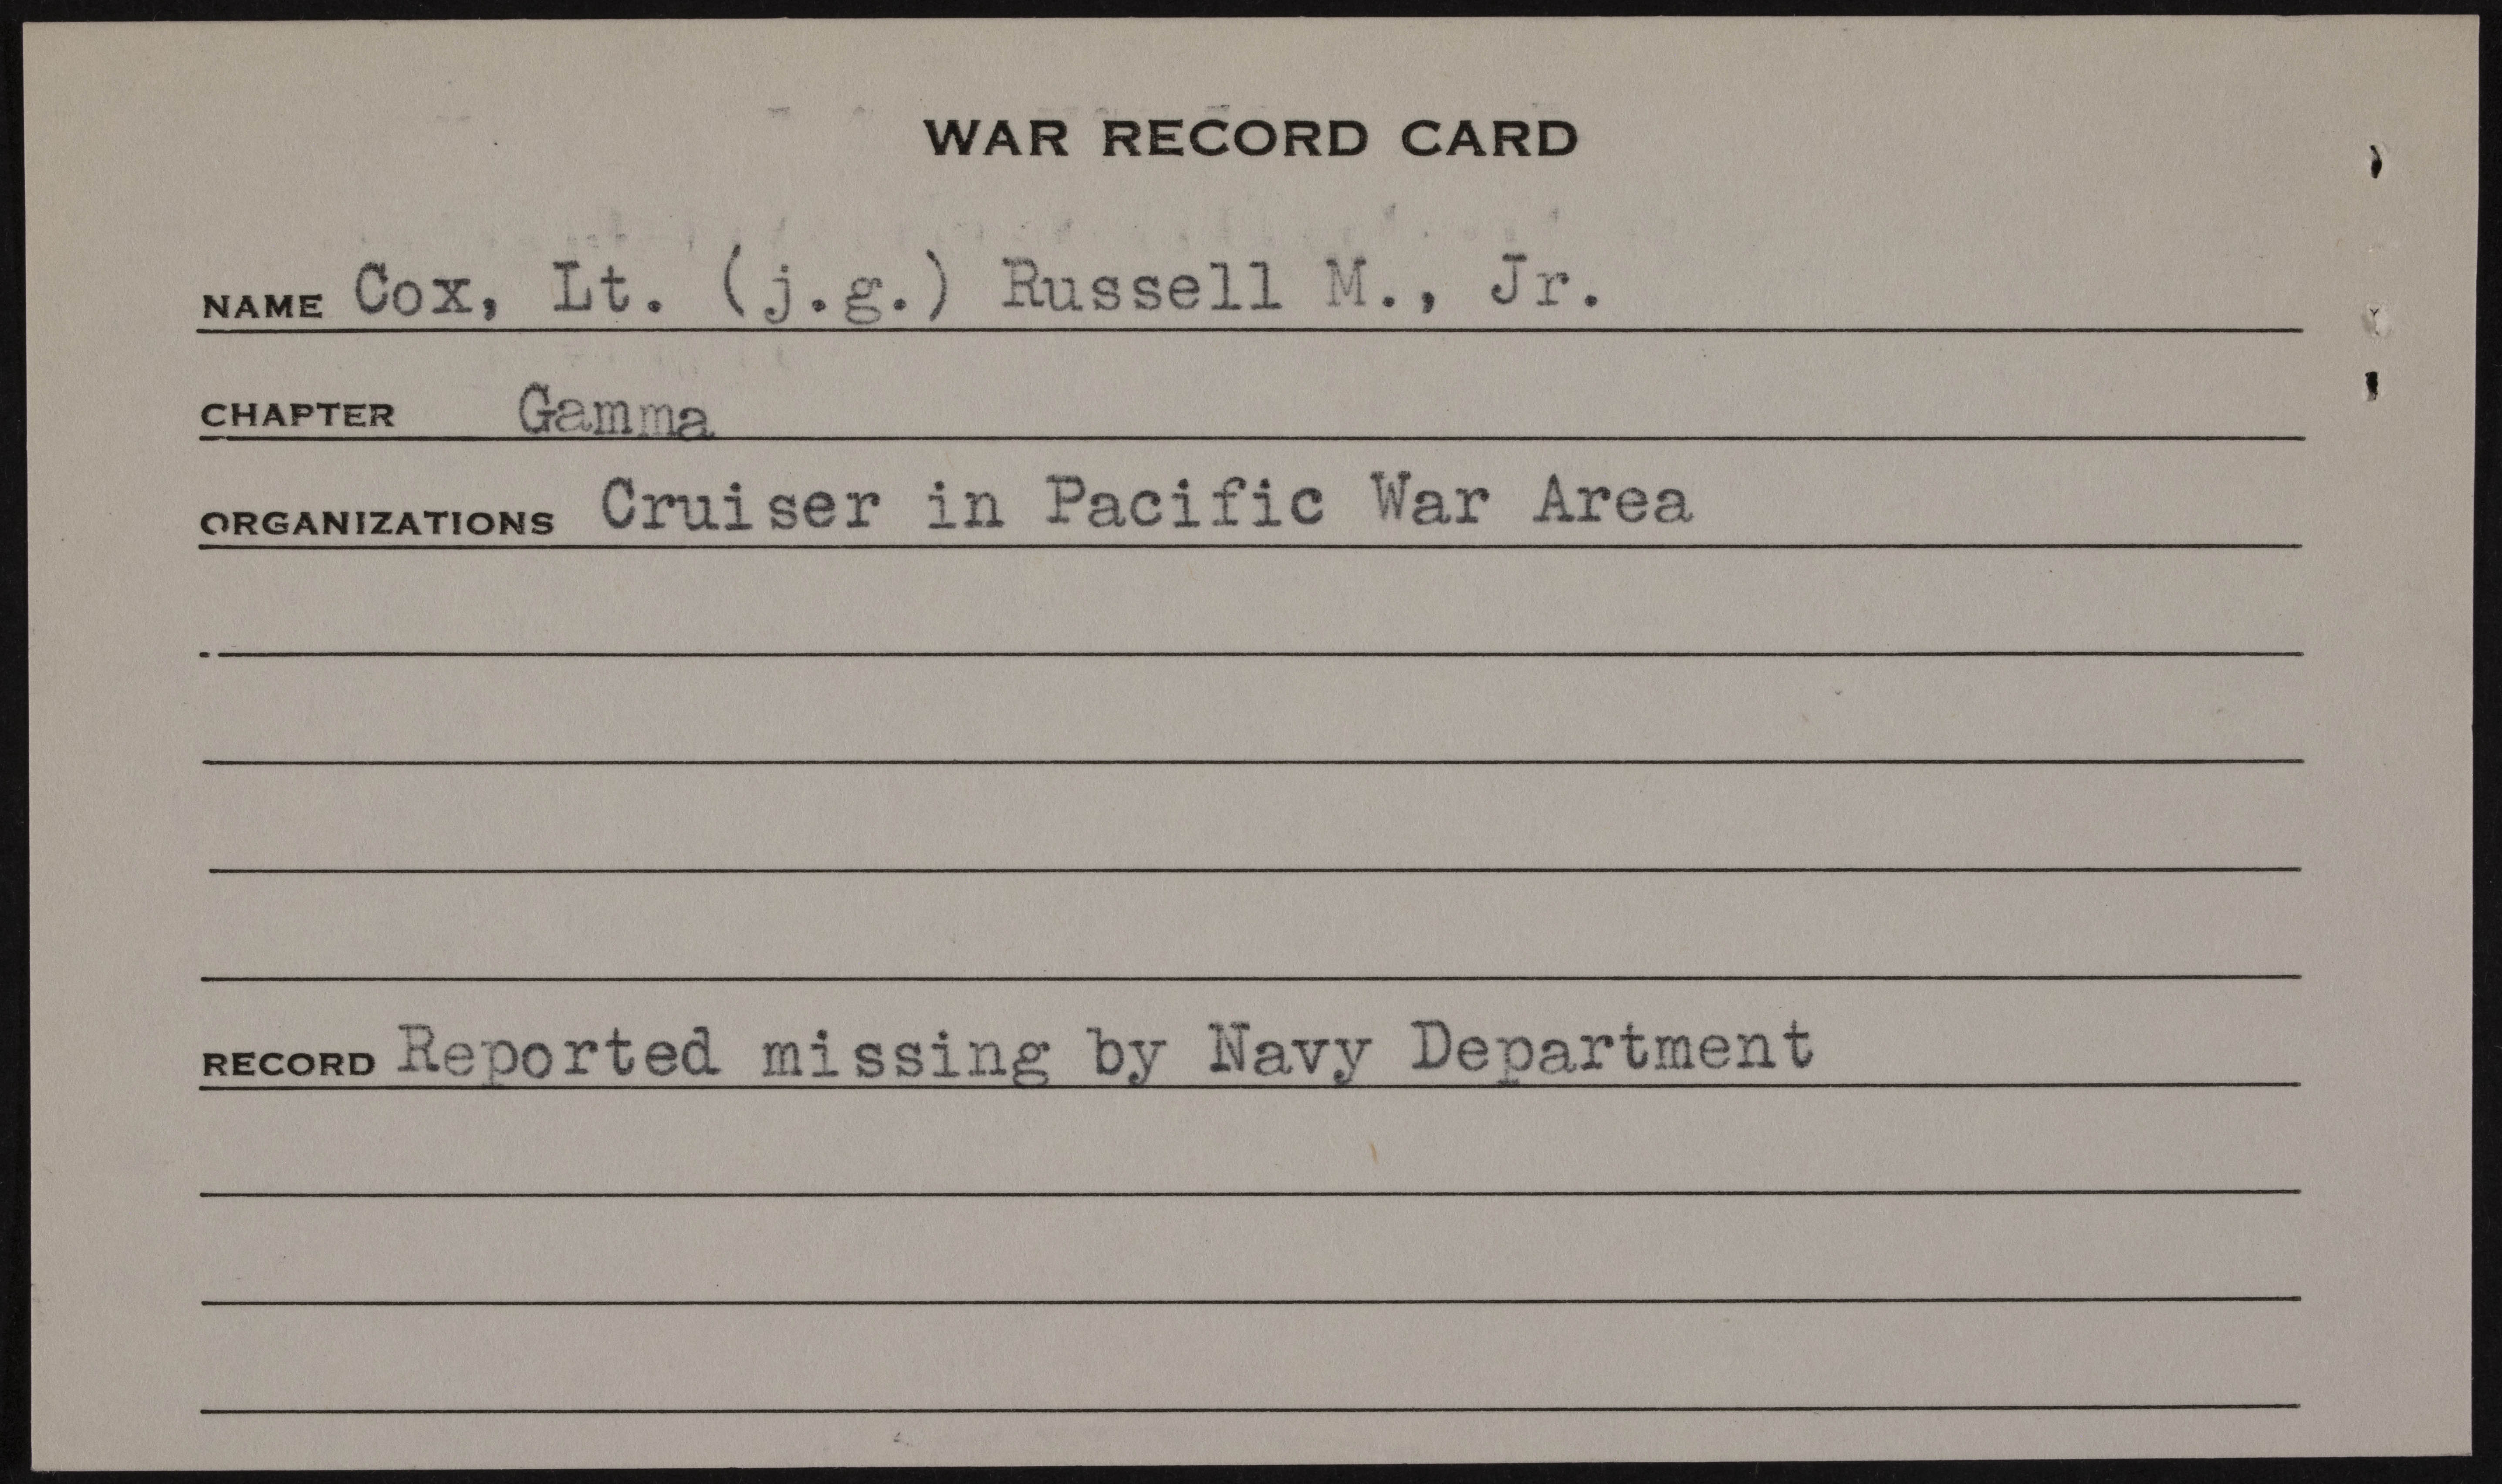 WAR RECORD CARD
NAME Cox, Lt. (j.g.) Russell M., Jr.
CHAPTER Gamma
ORGANIZATIONS Cruiser in Pacific War Area
RECORD Reported missing by Navy Department